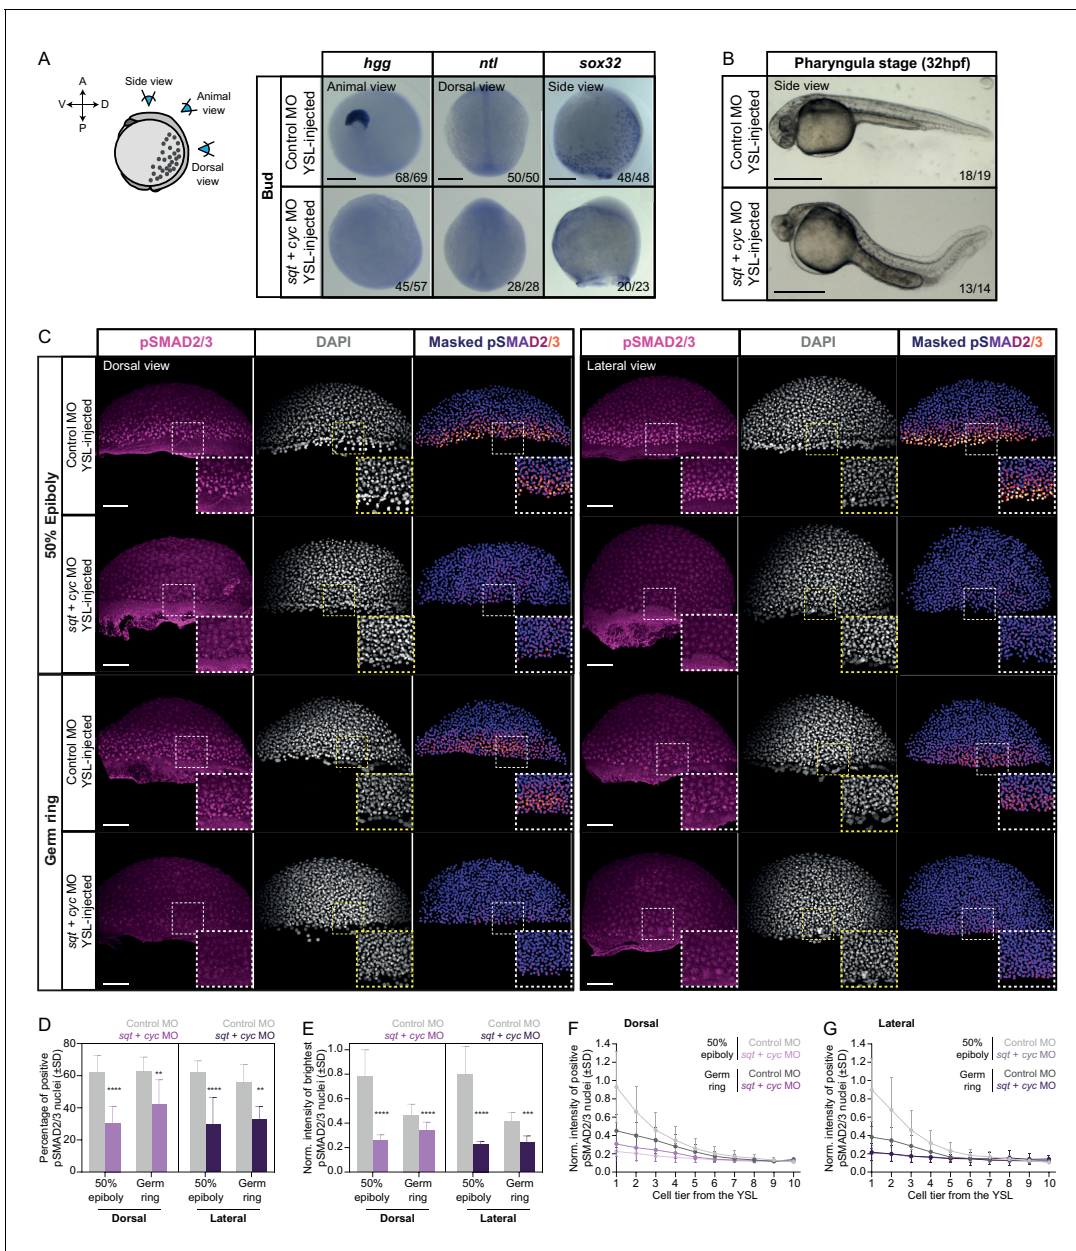 A
Side view
A
V
D
P
Animal
view
Dorsal
view
hgg
ntl
sox32
Bud
Control MO
YSL-injected
Animal view
68/69
Dorsal view
50/50
Side view
48/48
sqt + cyc MO
YSL-injected
45/57
28/28
20/23
B
Pharyngula stage (32hpf)
Control MO
YSL-injected
Side view
18/19
sqt + cyc MO
YSL-injected
13/14
C
pSMAD2/3
DAPI
Masked pSMAD2/3
pSMAD2/3
DAPI
Masked pSMAD2/3
50% Epiboly
Control MO
YSL-injected
Dorsal view
Lateral view
sqt + cyc MO
YSL-injected
Germ ring
Control MO
YSL-injected
sqt + cyc MO
YSL-injected
D
Control MO
sqt + cyc MO
Control MO
sqt + cyc MO
Percentage of positive
pSMAD2/3 nuclei (±SD)
80
60
40
20
0
****
**
****
**
50%
epiboly
Germ
ring
50%
epiboly
Germ
ring
Dorsal
Lateral
E
Control MO
sqt + cyc MO
Control MO
sqt + cyc MO
Norm. intensity of brightest
pSMAD2/3 nuclei (±SD)
1.0
0.8
0.6
0.4
0.2
0.0
****
****
****
***
50%
epiboly
Germ
ring
50%
epiboly
Germ
ring
Dorsal
Lateral
F
Dorsal
50%
epiboly
Control MO
sqt + cyc MO
Germ
ring
Control MO
sqt + cyc MO
Norm. intensity of positive
pSMAD2/3 nuclei (±SD)
1.4
1.2
1.0
0.8
0.6
0.4
0.2
0.0
1 2 3 4 5 6 7 8 9 10
Cell tier from the YSL
G
Lateral
50%
epiboly
Control MO
sqt + cyc MO
Germ
ring
Control MO
sqt + cyc MO
Norm. intensity of positive
pSMAD2/3 nuclei (±SD)
1.4
1.2
1.0
0.8
0.6
0.4
0.2
0.0
1 2 3 4 5 6 7 8 9 10
Cell tier from the YSL